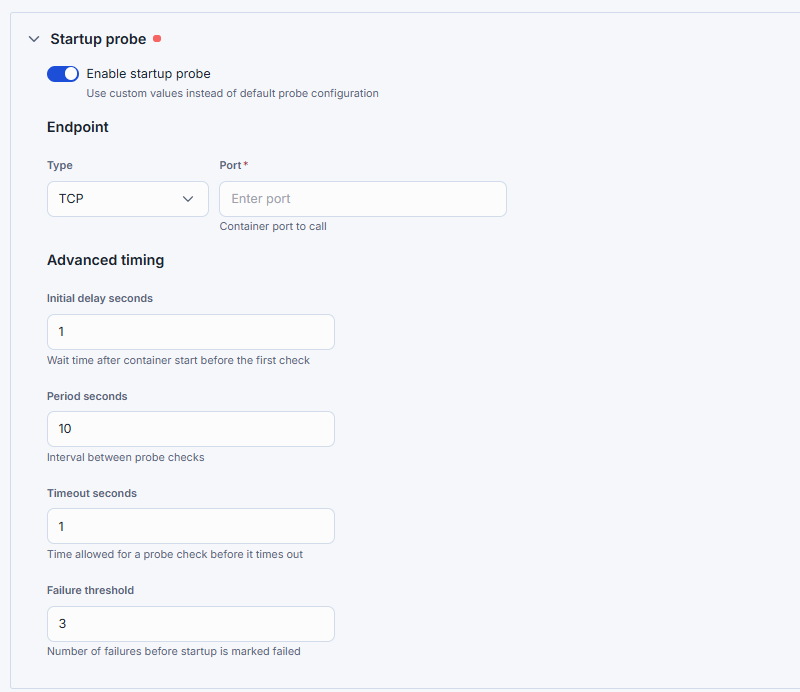 Startup probe
Enable startup probe
Use custom values instead of default probe configuration
Endpoint
Type
Port*
TCP
Enter port
Container port to call
Advanced timing
Initial delay seconds
1
Wait time after container start before the first check
Period seconds
10
Interval between probe checks
Timeout seconds
1
Time allowed for a probe check before it times out
Failure threshold
3
Number of failures before startup is marked failed